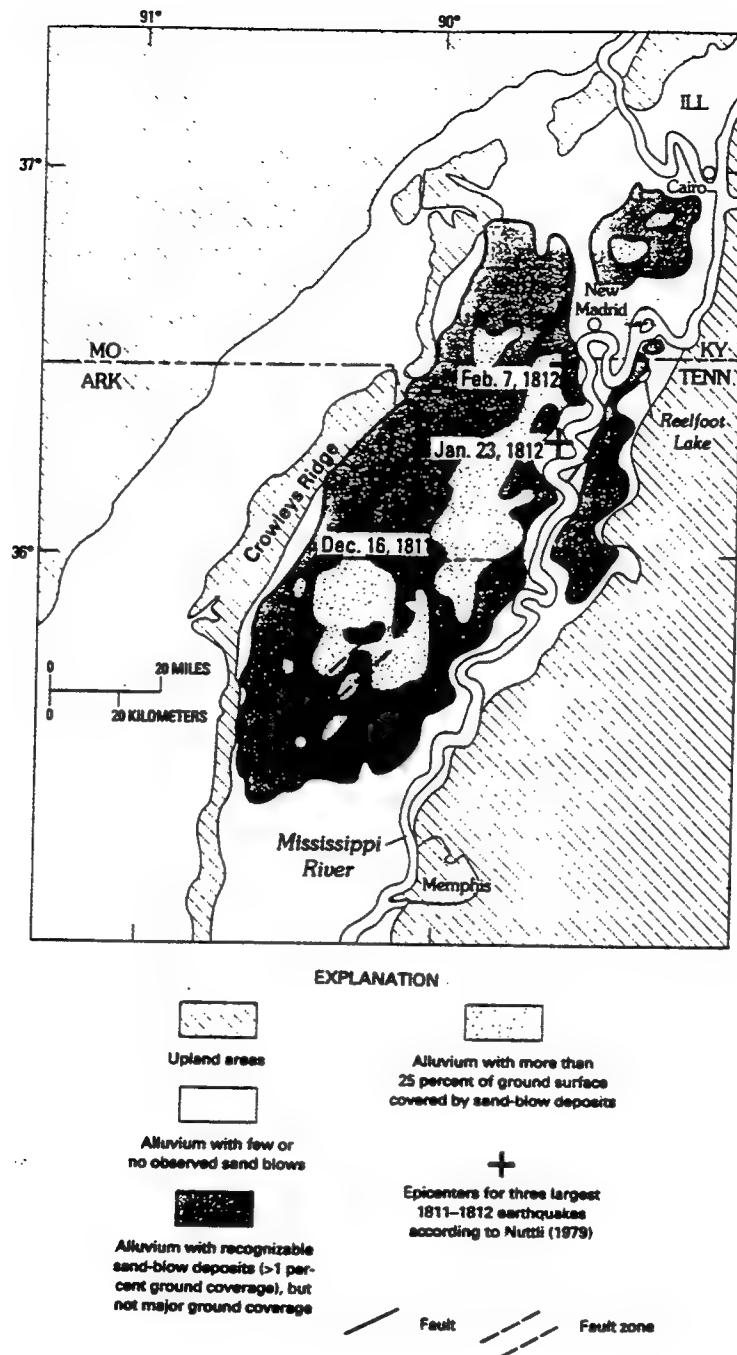 91°
90°
ILL
37°
Cairo
New
Madrid
MO
ARK
KY
TENN
Feb. 7, 1812
Reelfoot
Lake
Jan. 23, 1812
Crowleys Ridge
36°
Dec. 16, 1811
0 20 MILES
0 20 KILOMETERS
Mississippi
River
Memphis
EXPLANATION
Upland areas
Alluvium with more than
25 percent of ground surface
covered by sand-blow deposits
Alluvium with few or
no observed sand blows
Epicenters for three largest
1811–1812 earthquakes
according to Nuttli (1979)
Alluvium with recognizable
sand-blow deposits (>1 per-
cent ground coverage), but
not major ground coverage
Fault
Fault zone